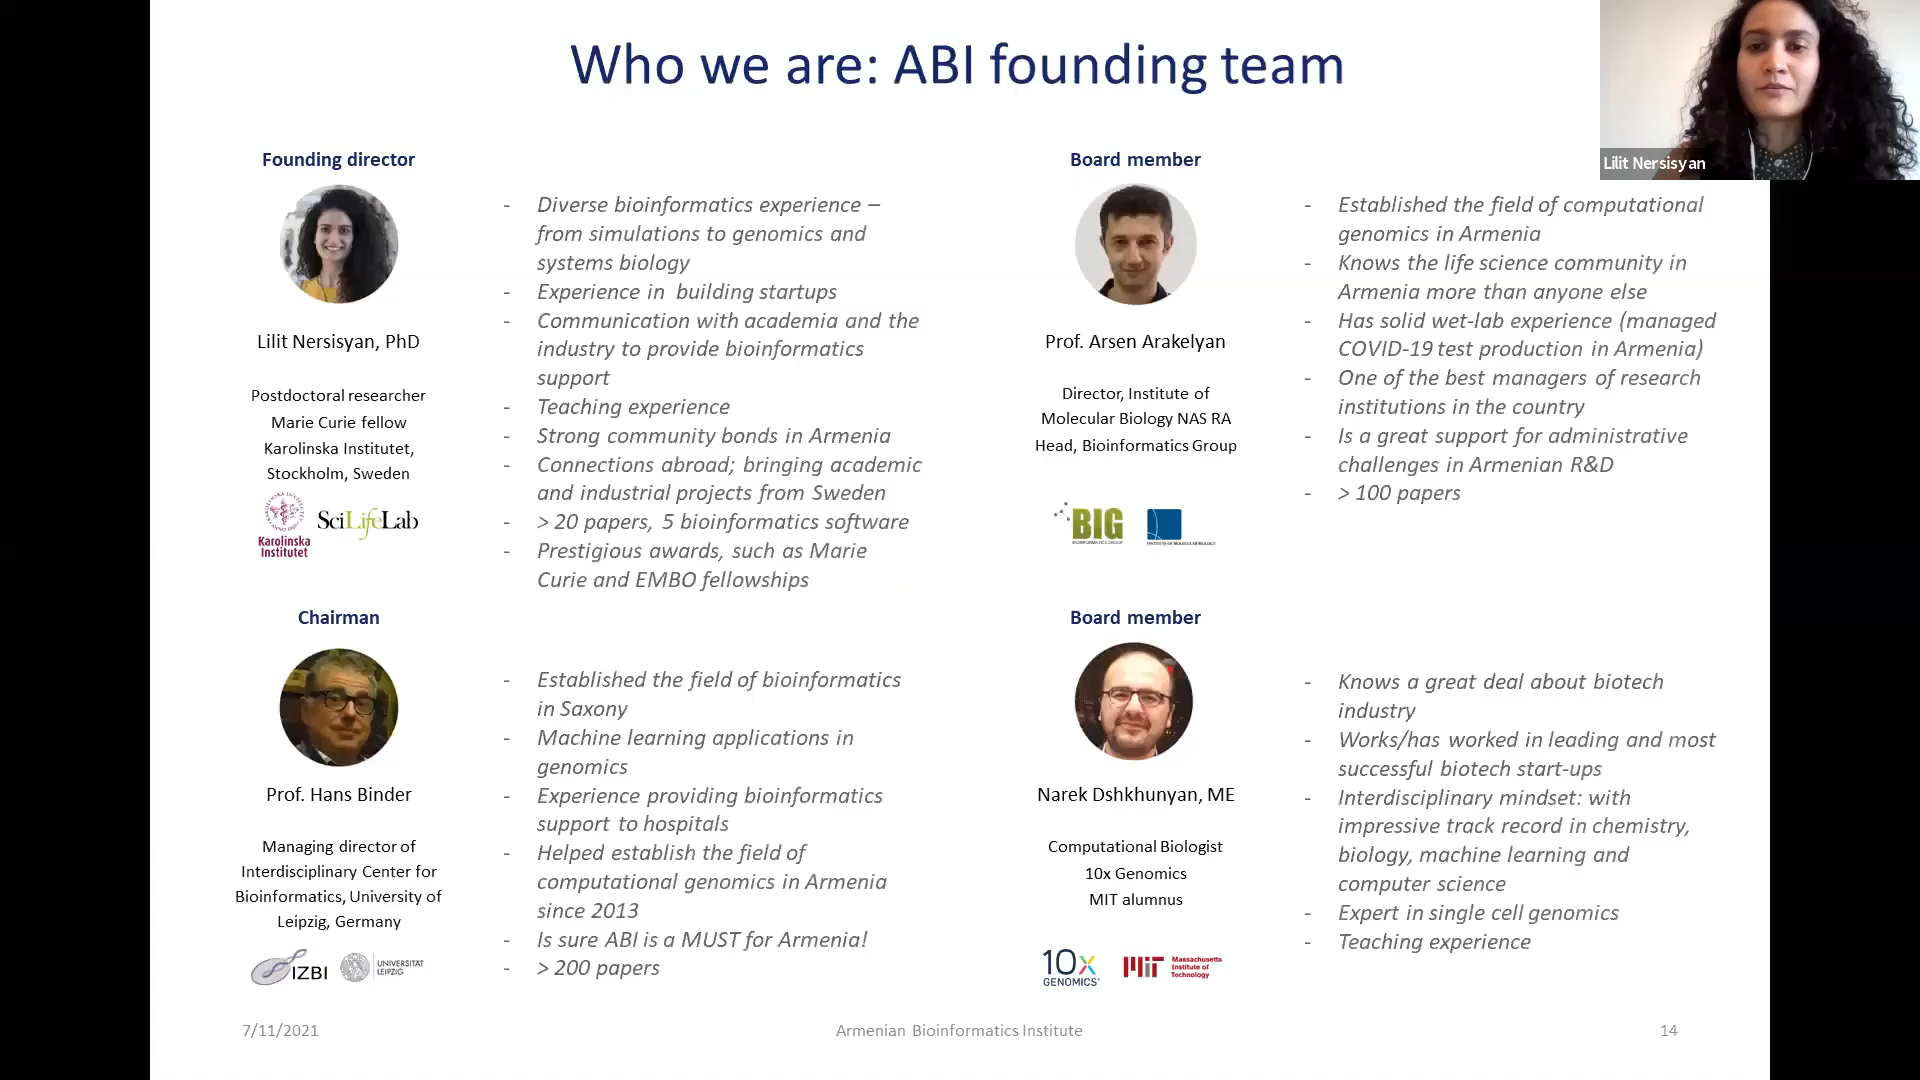 Who we are: ABI founding team
Lilit Nersisyan
Founding director
Lilit Nersisyan, PhD
Postdoctoral researcher
Marie Curie fellow
Karolinska Institutet,
Stockholm, Sweden
Karolinska
Institutet
SciLifeLab
- Diverse bioinformatics experience –
from simulations to genomics and
systems biology
- Experience in building startups
- Communication with academia and the
industry to provide bioinformatics
support
- Teaching experience
- Strong community bonds in Armenia
- Connections abroad; bringing academic
and industrial projects from Sweden
- > 20 papers, 5 bioinformatics software
- Prestigious awards, such as Marie
Curie and EMBO fellowships
Board member
Prof. Arsen Arakelyan
Director, Institute of
Molecular Biology NAS RA
Head, Bioinformatics Group
BIG
BIOINFORMATICS GROUP
INSTITUTE OF MOLECULAR BIOLOGY
- Established the field of computational
genomics in Armenia
- Knows the life science community in
Armenia more than anyone else
- Has solid wet-lab experience (managed
COVID-19 test production in Armenia)
- One of the best managers of research
institutions in the country
- Is a great support for administrative
challenges in Armenian R&D
- > 100 papers
Chairman
Prof. Hans Binder
Managing director of
Interdisciplinary Center for
Bioinformatics, University of
Leipzig, Germany
IZBI
UNIVERSITÄT
LEIPZIG
- Established the field of bioinformatics
in Saxony
- Machine learning applications in
genomics
- Experience providing bioinformatics
support to hospitals
- Helped establish the field of
computational genomics in Armenia
since 2013
- Is sure ABI is a MUST for Armenia!
- > 200 papers
Board member
Narek Dshkhunyan, ME
Computational Biologist
10x Genomics
MIT alumnus
10x
GENOMICS
MIT
Massachusetts
Institute of
Technology
- Knows a great deal about biotech
industry
- Works/has worked in leading and most
successful biotech start-ups
- Interdisciplinary mindset: with
impressive track record in chemistry,
biology, machine learning and
computer science
- Expert in single cell genomics
- Teaching experience
7/11/2021
Armenian Bioinformatics Institute
14